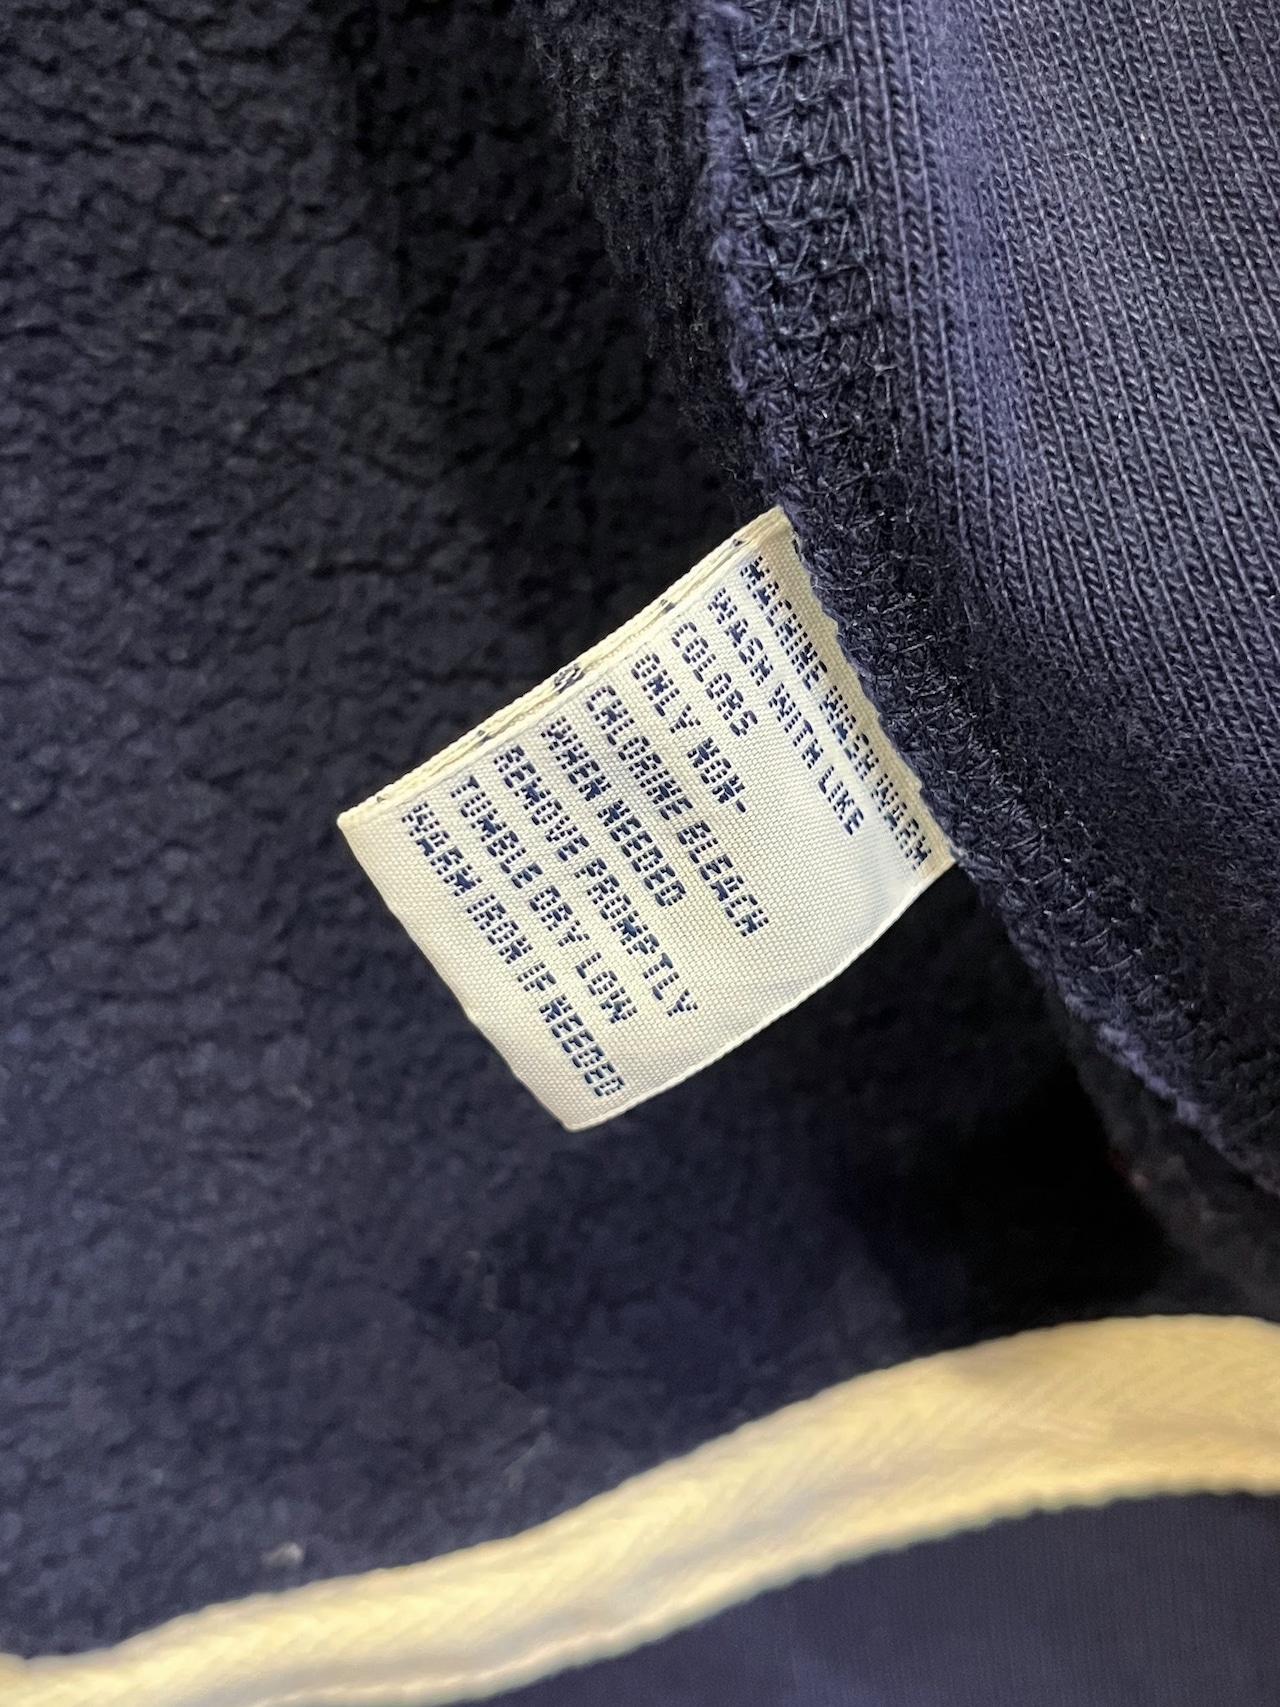 MACHINE WASH WARM
WASH WITH LIKE
COLORS
ONLY NON-
CHLORINE BLEACH
WHEN NEEDED
REMOVE PROMPTLY
TUMBLE DRY LOW
WARM IRON IF NEEDED